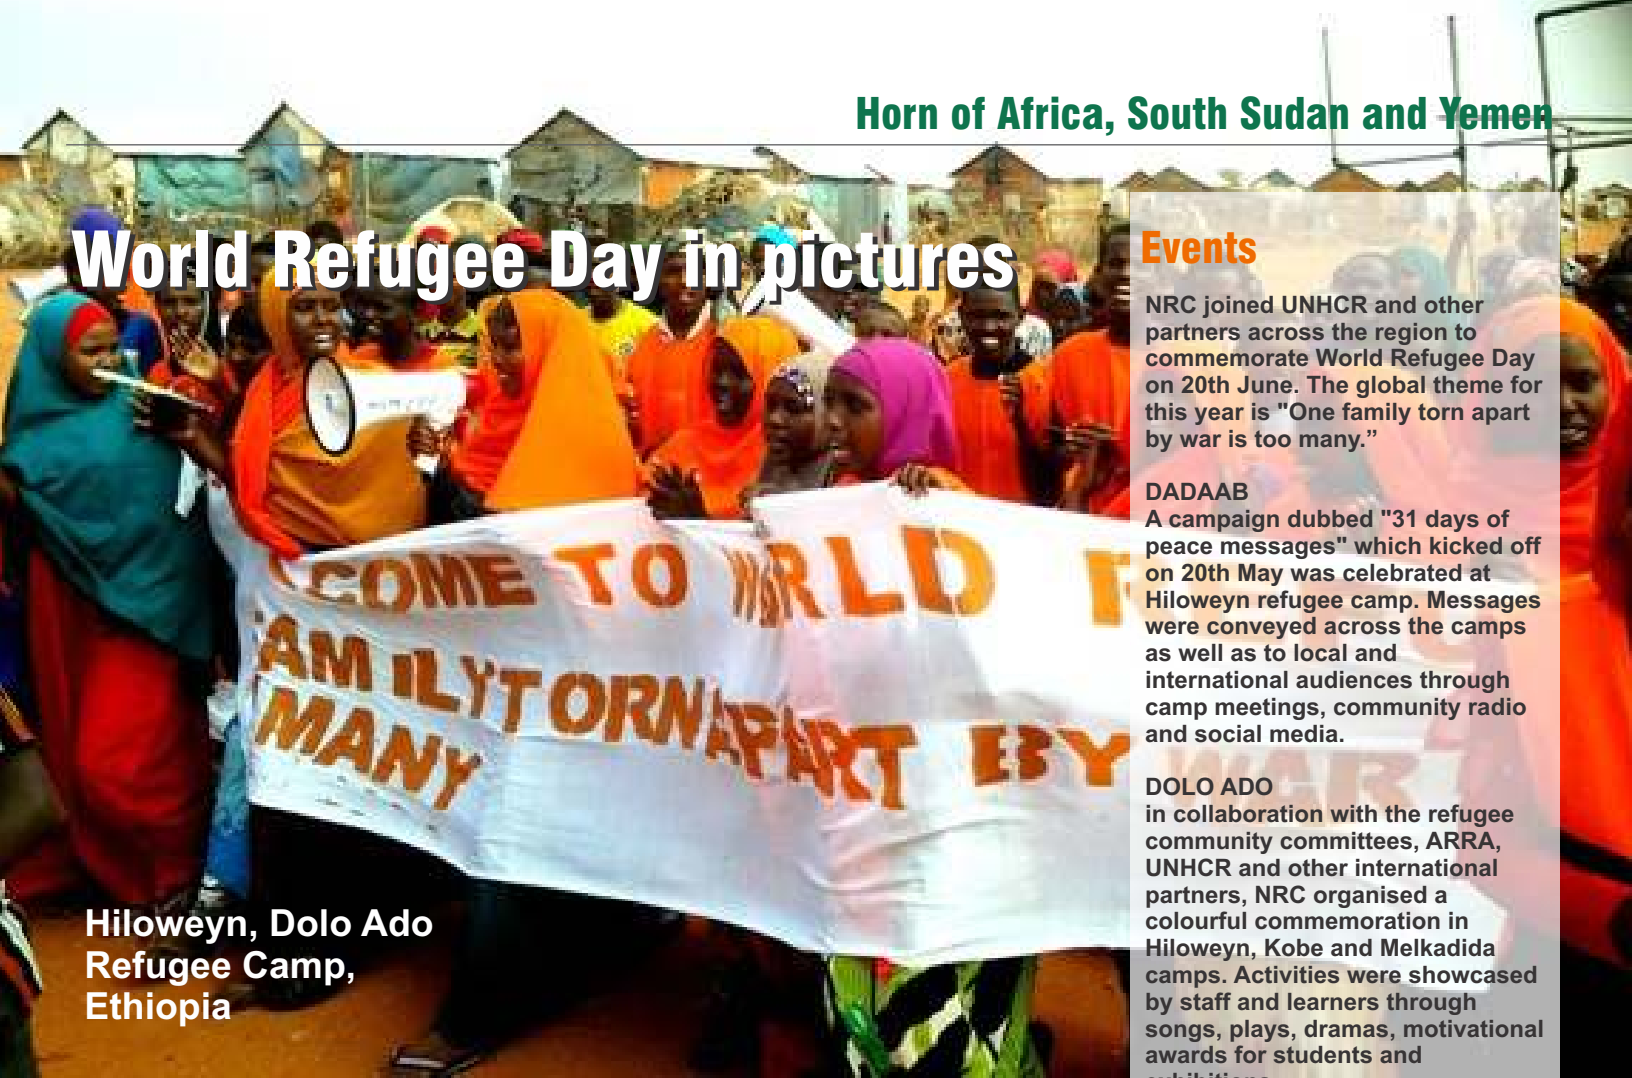 Horn of Africa, South Sudan and Yemen
World Refugee Day in pictures
COME TO WORLD
AMILY TORN APART BY WAR
MANY
Hiloweyn, Dolo Ado
Refugee Camp,
Ethiopia
Events
NRC joined UNHCR and other
partners across the region to
commemorate World Refugee Day
on 20th June. The global theme for
this year is "One family torn apart
by war is too many.”
DADAAB
A campaign dubbed "31 days of
peace messages" which kicked off
on 20th May was celebrated at
Hiloweyn refugee camp. Messages
were conveyed across the camps
as well as to local and
international audiences through
camp meetings, community radio
and social media.
DOLO ADO
in collaboration with the refugee
community committees, ARRA,
UNHCR and other international
partners, NRC organised a
colourful commemoration in
Hiloweyn, Kobe and Melkadida
camps. Activities were showcased
by staff and learners through
songs, plays, dramas, motivational
awards for students and